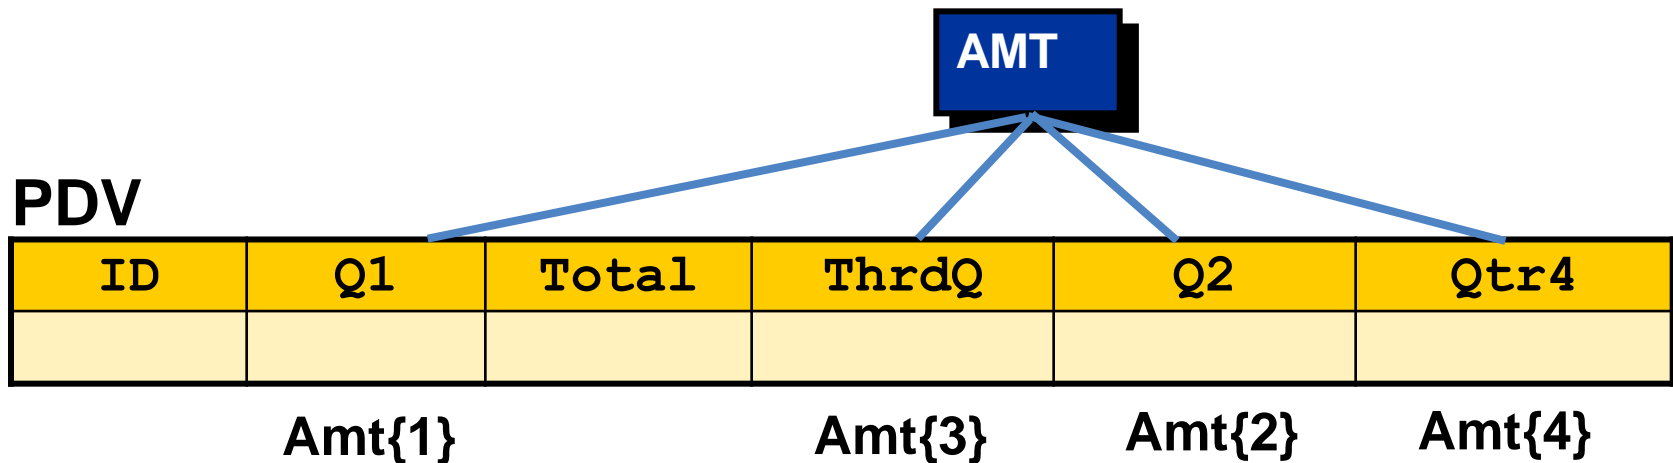 AMT
PDV
ID Q1 Total ThrdQ Q2 Qtr4
Amt{1} Amt{3} Amt{2} Amt{4}